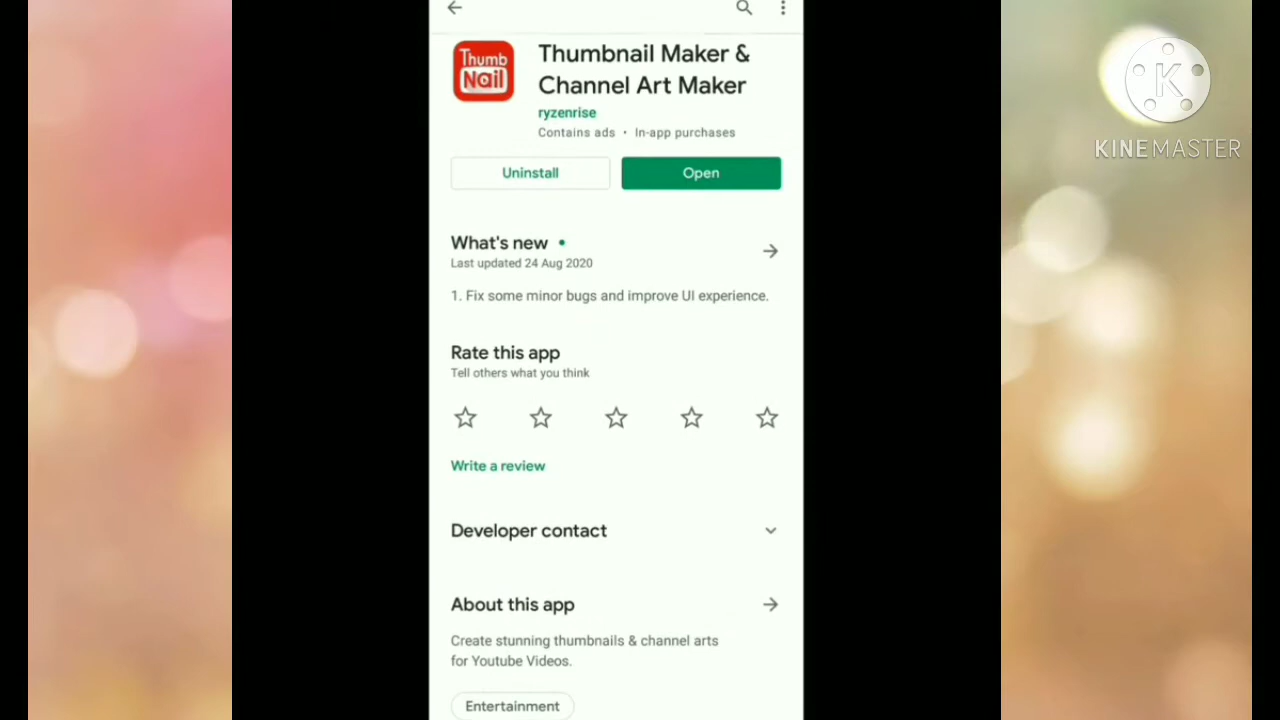 Thumb
Nail
Thumbnail Maker &
Channel Art Maker
ryzenrise
Contains ads • In-app purchases
Uninstall
Open
What's new •
Last updated 24 Aug 2020
1. Fix some minor bugs and improve UI experience.
Rate this app
Tell others what you think
Write a review
Developer contact
About this app
Create stunning thumbnails & channel arts
for Youtube Videos.
Entertainment
K
KINEMASTER